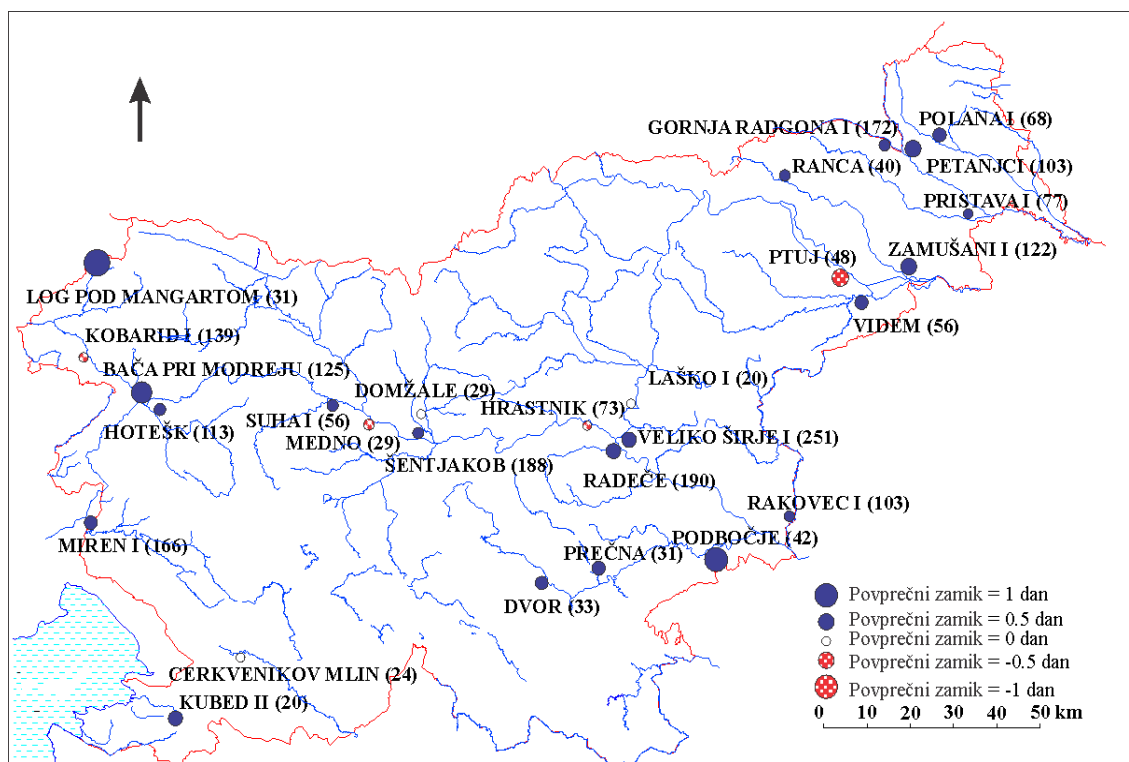 POLANA I (68)
GORNJA RADGONA I (172)
RANCA (40)
PETANJCI (103)
PRISTAVA I (77)
PTUJ (48)
ZAMUŠANI I (122)
LOG POD MANGARTOM (31)
VIDEM (56)
KOBARID I (139)
BAČA PRI MODREJU (125)
DOMŽALE (29)
LAŠKO I (20)
HRASTNIK (73)
SUHA I (56)
HOTEŠK (113)
MEDNO (29)
VELIKO ŠIRJE I (251)
ŠENTJAKOB (188)
RADEČE (190)
RAKOVEC I (103)
PODBOČJE (42)
MIREN I (166)
PREČNA (31)
DVOR (33)
CERKVENIKOV MLIN (24)
KUBED II (20)
Povprečni zamik = 1 dan
Povprečni zamik = 0.5 dan
Povprečni zamik = 0 dan
Povprečni zamik = -0.5 dan
Povprečni zamik = -1 dan
0 10 20 30 40 50 km